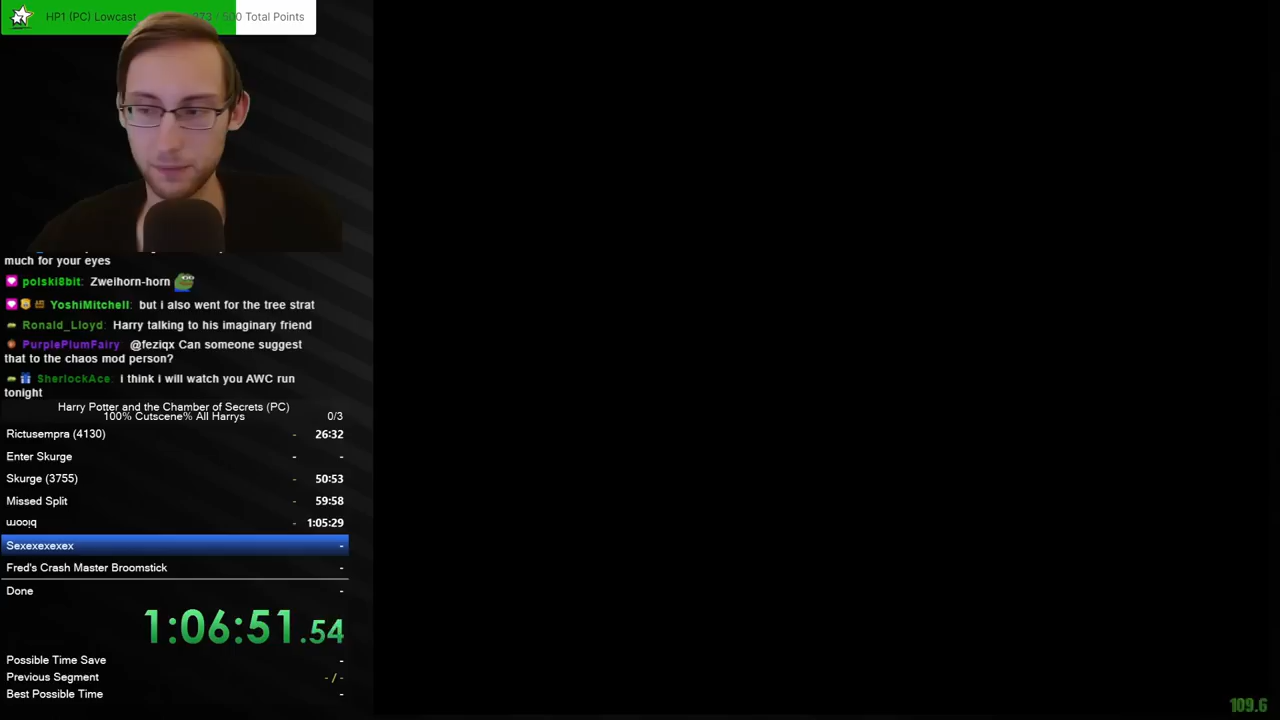 HP1 (PC) Lowcast 373 / 500 Total Points
much for your eyes
polski8bit: Zweihorn-horn
YoshiMitchell: but i also went for the tree strat
Ronald_Lloyd: Harry talking to his imaginary friend
PurplePlumFairy @feziqx Can someone suggest
that to the chaos mod person?
SherlockAce: i think i will watch you AWC run
tonight
Harry Potter and the Chamber of Secrets (PC)
100% Cutscene% All Harrys 0/3
Rictusempra (4130) - 26:32
Enter Skurge - -
Skurge (3755) - 50:53
Missed Split - 59:58
- 1:05:29
Sexexexexex -
Fred's Crash Master Broomstick -
Done -
1:06:51.54
Possible Time Save -
Previous Segment - / -
Best Possible Time -
109.6